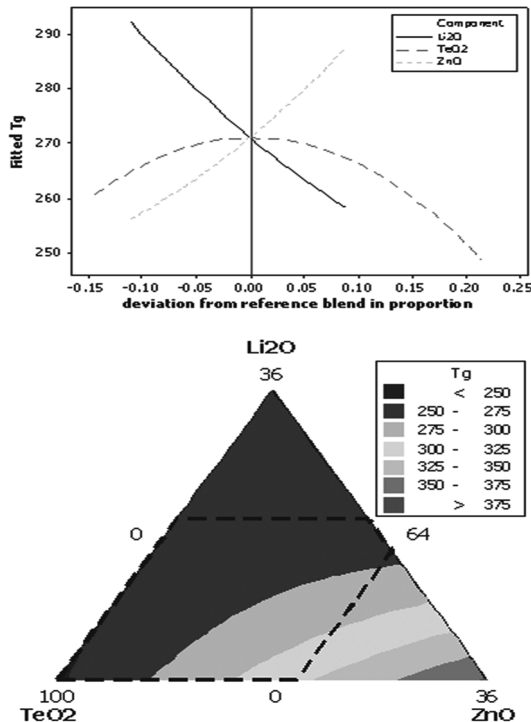 Component
Li2O
TeO2
ZnO
290
280
270
260
250
Fitted Tg
-0.15 -0.10 -0.05 0.00 0.05 0.10 0.15 0.20 0.25
deviation from reference blend in proportion
Li2O
36
Tg
< 250
250 - 275
275 - 300
300 - 325
325 - 350
350 - 375
> 375
0 64
100 0 36
TeO2 ZnO